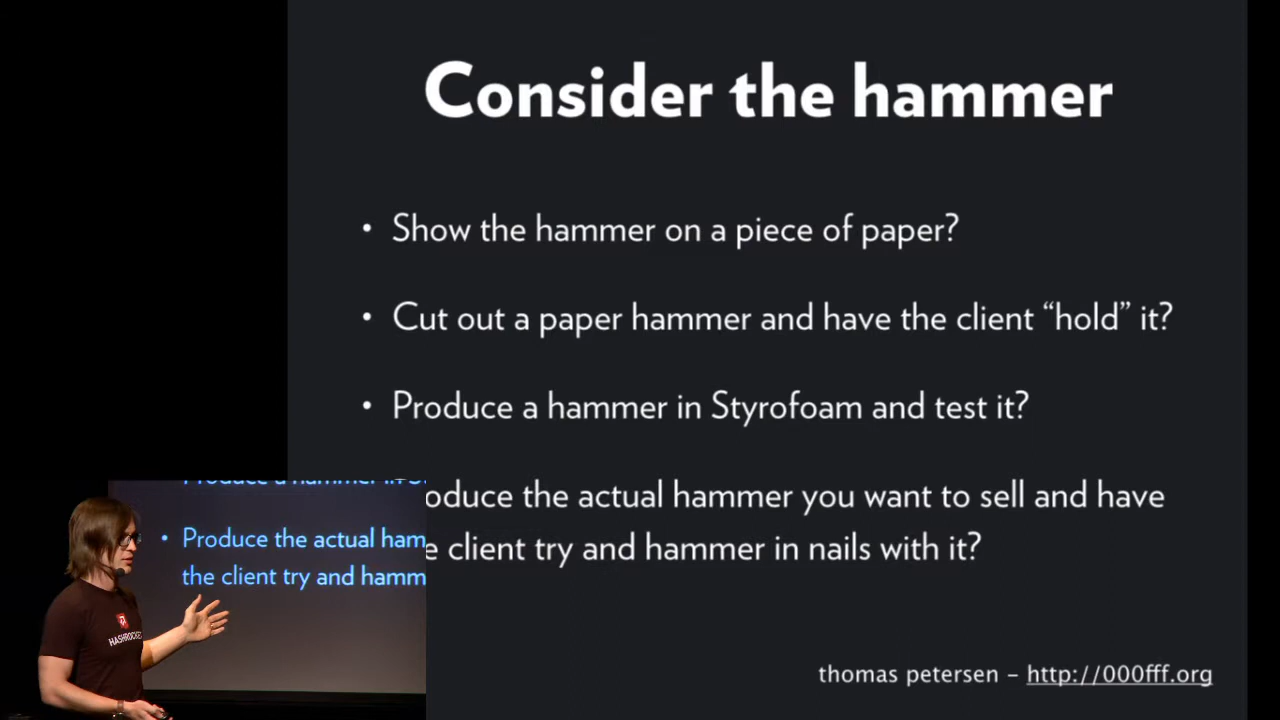 Consider the hammer
• Show the hammer on a piece of paper?
• Cut out a paper hammer and have the client “hold” it?
• Produce a hammer in Styrofoam and test it?
oduce the actual hammer you want to sell and have
e client try and hammer in nails with it?
thomas petersen – http://000fff.org
Produce a hammer in S
• Produce the actual ham
the client try and hamm
HASHROCKET